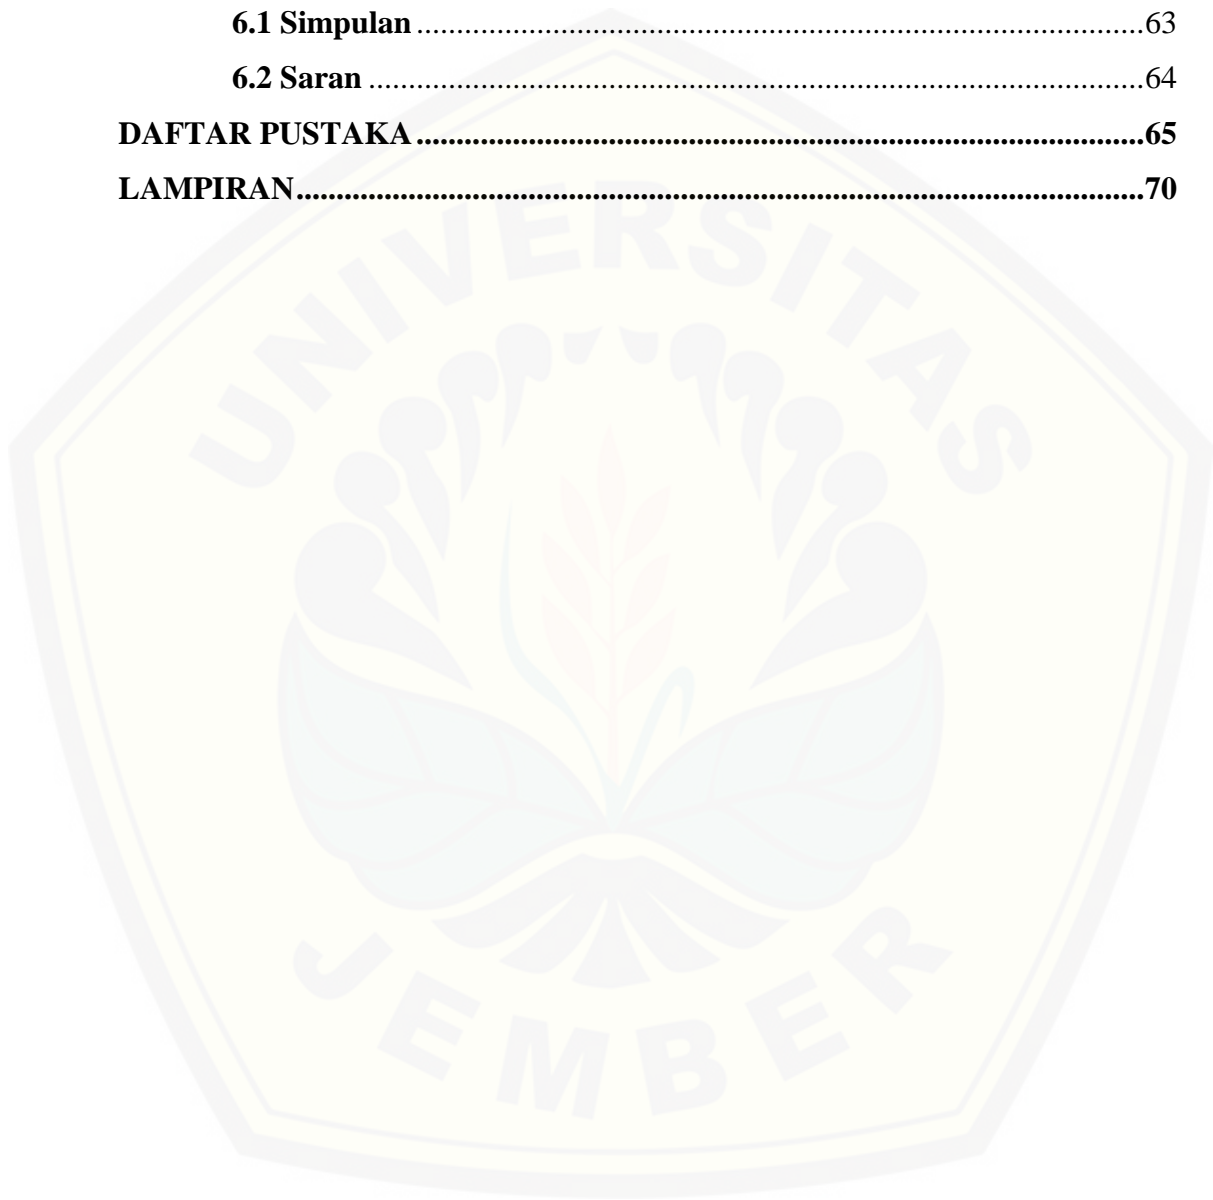 6.1 Simpulan ............................................................................................63
6.2 Saran ..................................................................................................64
DAFTAR PUSTAKA ............................................................................................65
LAMPIRAN...........................................................................................................70
UNIVERSITAS
JEMBER